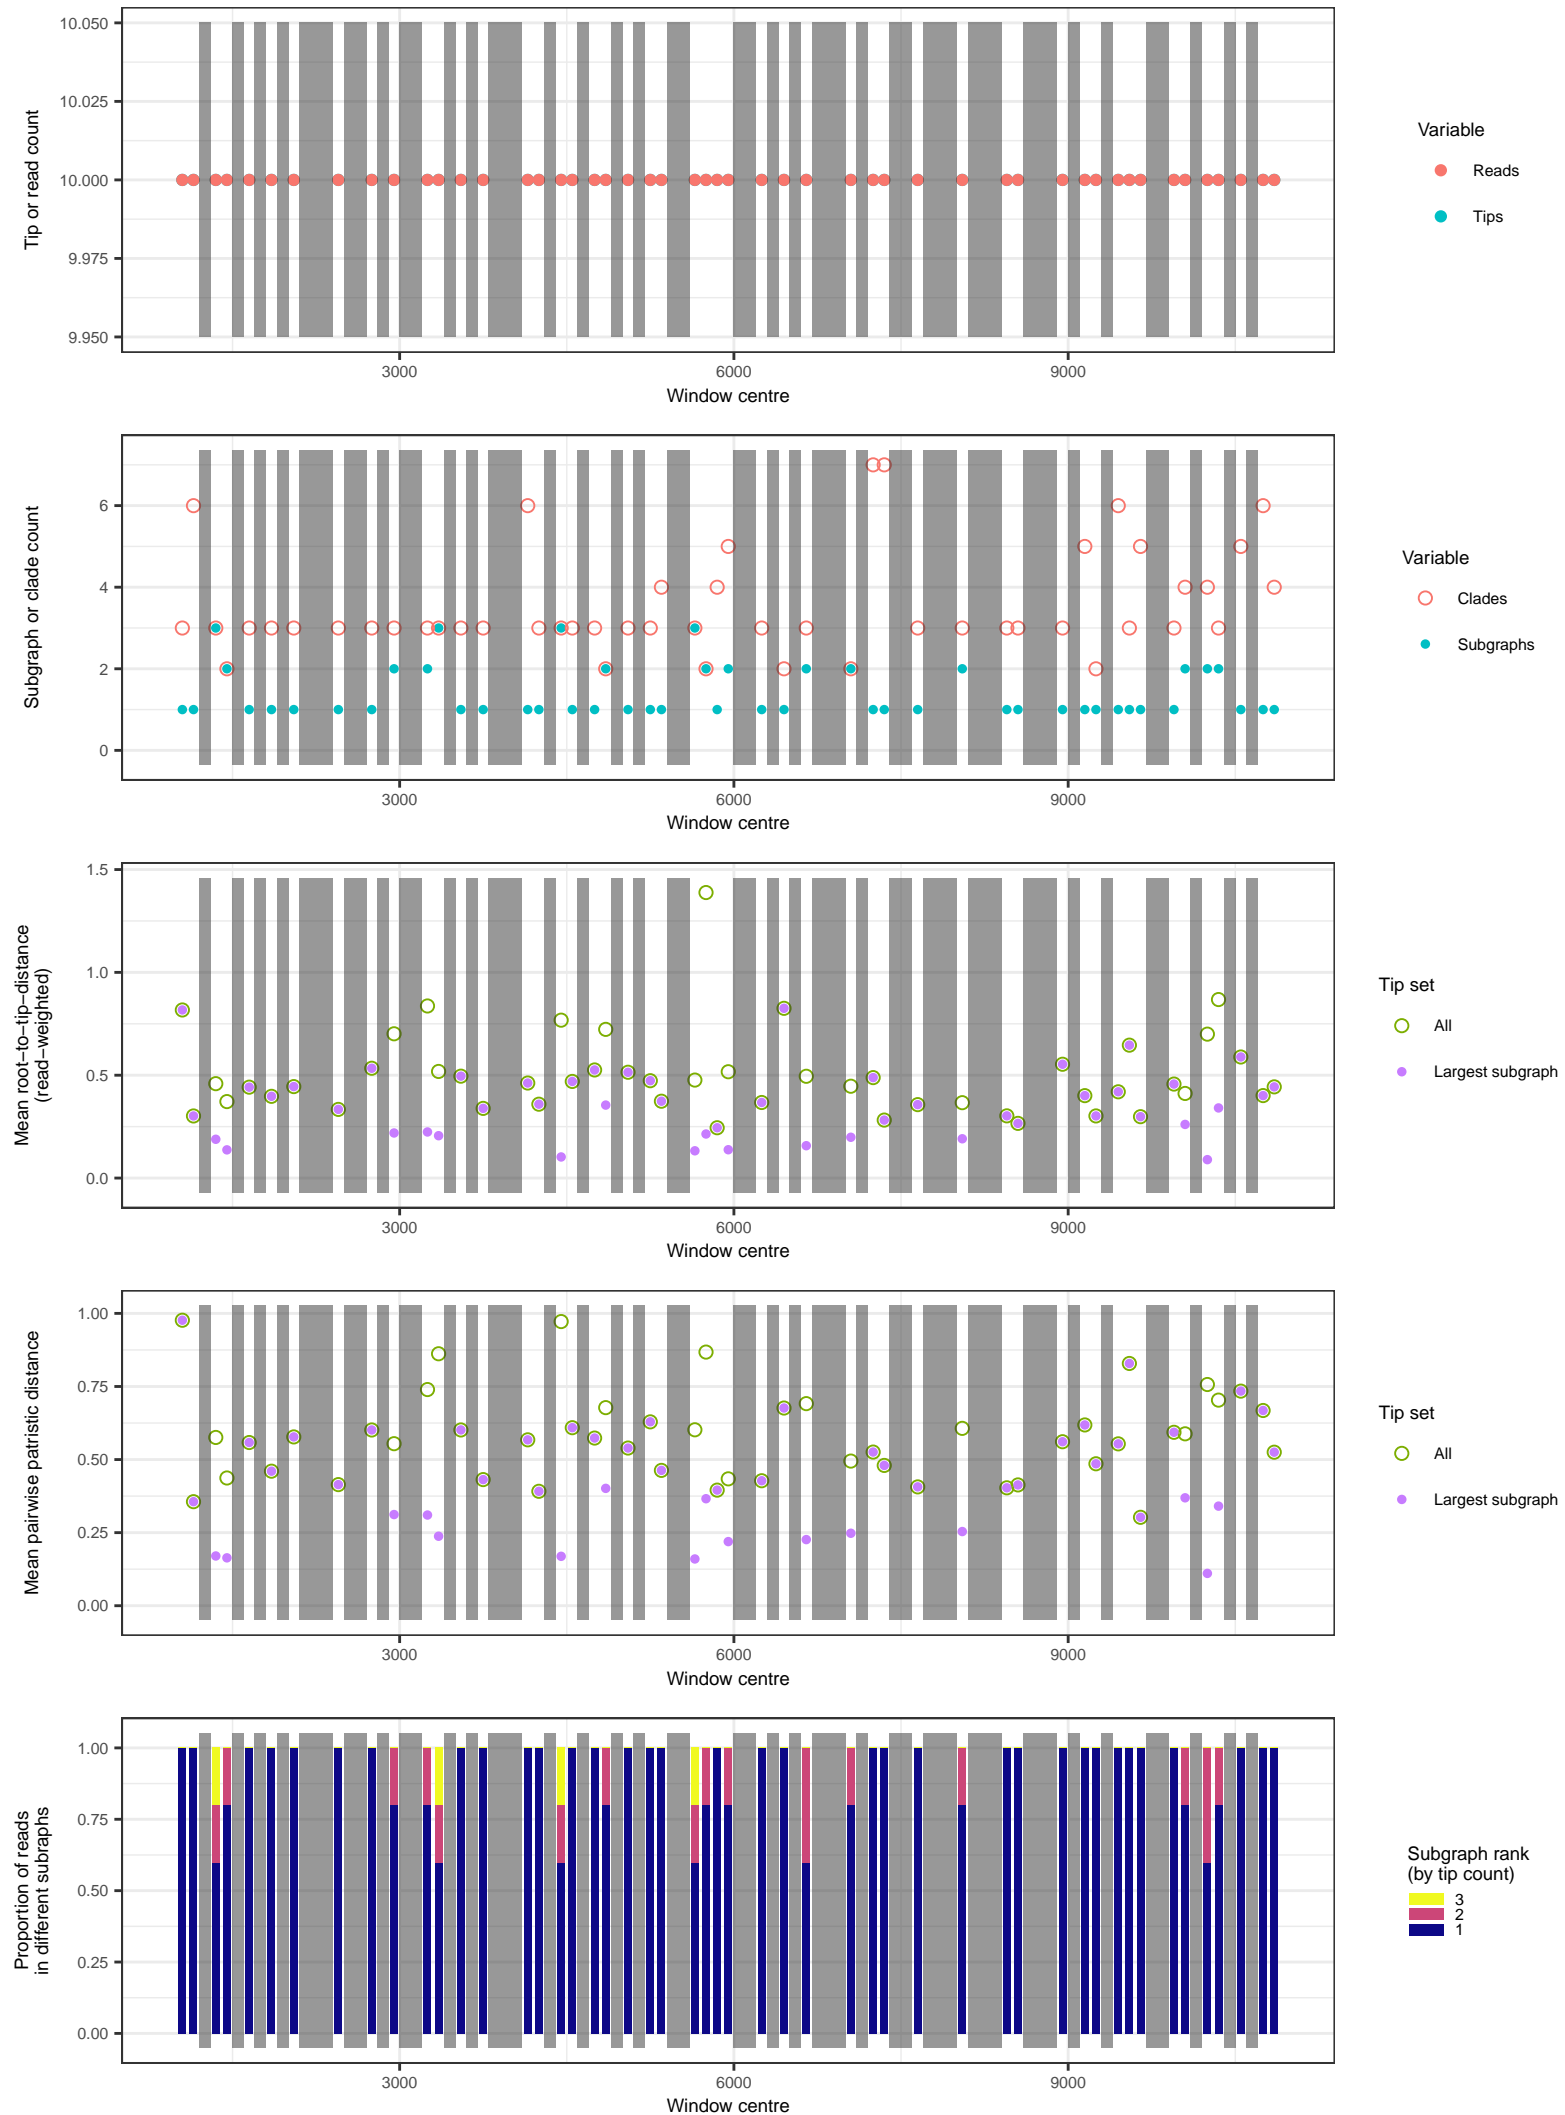 10.050
10.025
10.000
9.975
9.950
Tip or read count
3000
6000
9000
Window centre
Variable
Reads
Tips
6
4
2
0
Subgraph or clade count
3000
6000
9000
Window centre
Variable
Clades
Subgraphs
1.5
1.0
0.5
0.0
Mean root−to−tip−distance
(read−weighted)
3000
6000
9000
Window centre
Tip set
All
Largest subgraph
1.00
0.75
0.50
0.25
0.00
Mean pairwise patristic distance
3000
6000
9000
Window centre
Tip set
All
Largest subgraph
1.00
0.75
0.50
0.25
0.00
Proportion of reads
in different subraphs
3000
6000
9000
Window centre
Subgraph rank
(by tip count)
3
2
1